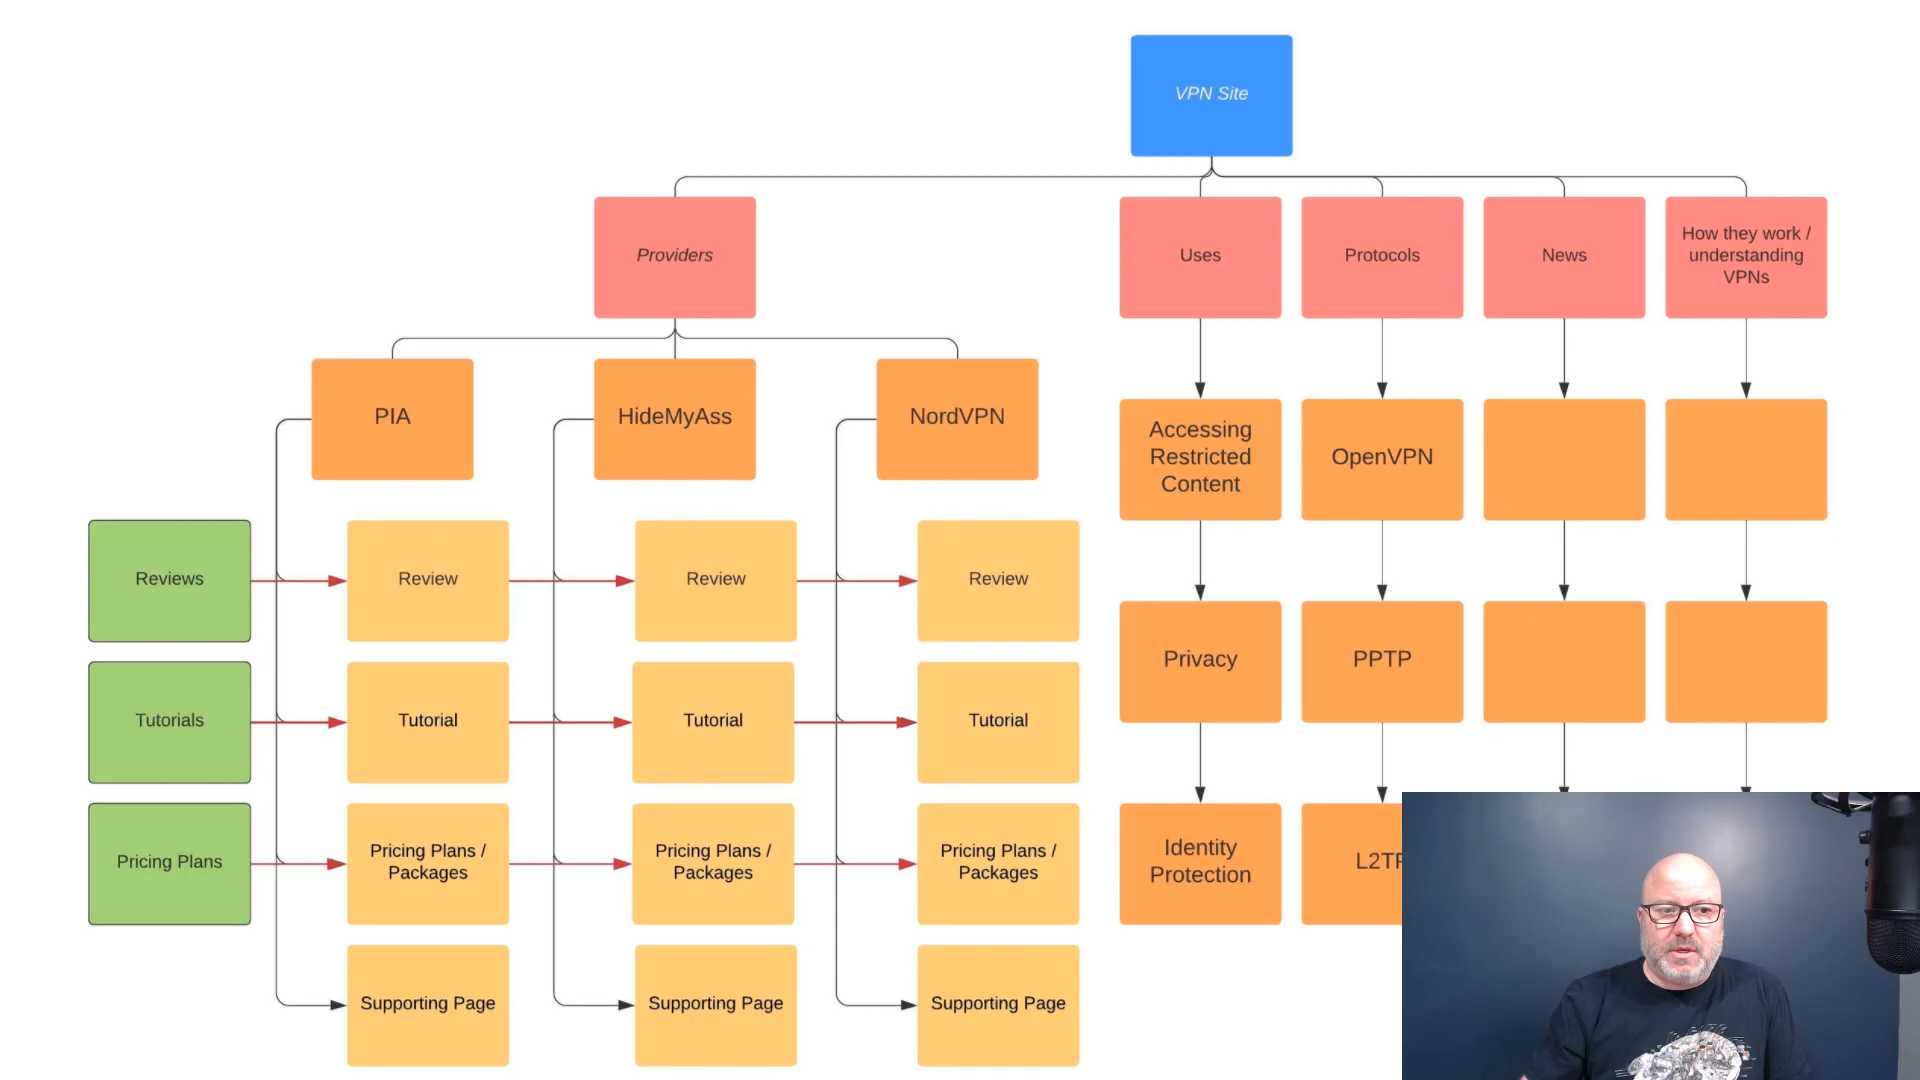 VPN Site
Providers
Uses
Protocols
News
How they work /
understanding
VPNs
PIA
HideMyAss
NordVPN
Accessing
Restricted
Content
OpenVPN
Reviews
Review
Review
Review
Privacy
PPTP
Tutorials
Tutorial
Tutorial
Tutorial
Pricing Plans
Pricing Plans /
Packages
Pricing Plans /
Packages
Pricing Plans /
Packages
Identity
Protection
Supporting Page
Supporting Page
Supporting Page